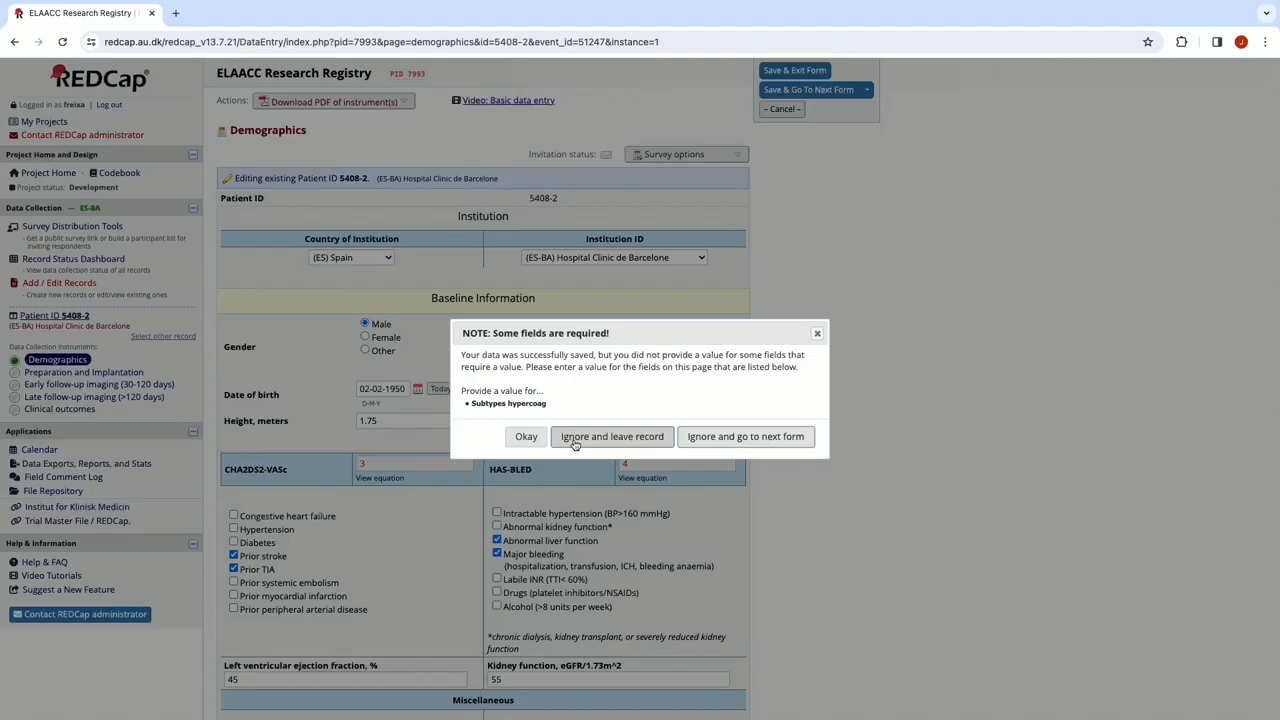 ELAACC Research Registry |
redcap.au.dk/redcap_v13.7.21/DataEntry/index.php?pid=7993&page=demographics&id=5408-2&event_id=51247&instance=1
J
REDCap
Logged in as freixa | Log out
My Projects
Contact REDCap administrator
Project Home and Design
Project Home Codebook
Project status: Development
Data Collection — ES-BA
Survey Distribution Tools
- Get a public survey link or build a participant list for
inviting respondents
Record Status Dashboard
- View data collection status of all records
Add / Edit Records
- Create new records or edit/view existing ones
Patient ID 5408-2
(ES-BA) Hospital Clinic de Barcelone
Select other record
Data Collection Instruments:
Demographics
Preparation and Implantation
Early follow-up imaging (30-120 days)
Late follow-up imaging (>120 days)
Clinical outcomes
Applications
Calendar
Data Exports, Reports, and Stats
Field Comment Log
File Repository
Institut for Klinisk Medicin
Trial Master File / REDCap.
Help & Information
Help & FAQ
Video Tutorials
Suggest a New Feature
Contact REDCap administrator
ELAACC Research Registry PID 7993
Actions: Download PDF of instrument(s) Video: Basic data entry
Save & Exit Form
Save & Go To Next Form
-- Cancel --
Demographics
Invitation status: Survey options
Editing existing Patient ID 5408-2. (ES-BA) Hospital Clinic de Barcelone
Patient ID 5408-2
Institution
Country of Institution Institution ID
(ES) Spain (ES-BA) Hospital Clinic de Barcelone
Baseline Information
Gender
Male
Female
Other
Date of birth 02-02-1950 Today
D-M-Y
Height, meters 1.75
NOTE: Some fields are required!
Your data was successfully saved, but you did not provide a value for some fields that
require a value. Please enter a value for the fields on this page that are listed below.
Provide a value for...
• Subtypes hypercoag
Okay Ignore and leave record Ignore and go to next form
CHA2DS2-VASc 3 HAS-BLED 4
View equation View equation
Congestive heart failure
Hypertension
Diabetes
Prior stroke
Prior TIA
Prior systemic embolism
Prior myocardial infarction
Prior peripheral arterial disease
Intractable hypertension (BP>160 mmHg)
Abnormal kidney function*
Abnormal liver function
Major bleeding
(hospitalization, transfusion, ICH, bleeding anaemia)
Labile INR (TTI< 60%)
Drugs (platelet inhibitors/NSAIDs)
Alcohol (>8 units per week)
*chronic dialysis, kidney transplant, or severely reduced kidney
function
Left ventricular ejection fraction, % Kidney function, eGFR/1.73m^2
45 55
Miscellaneous